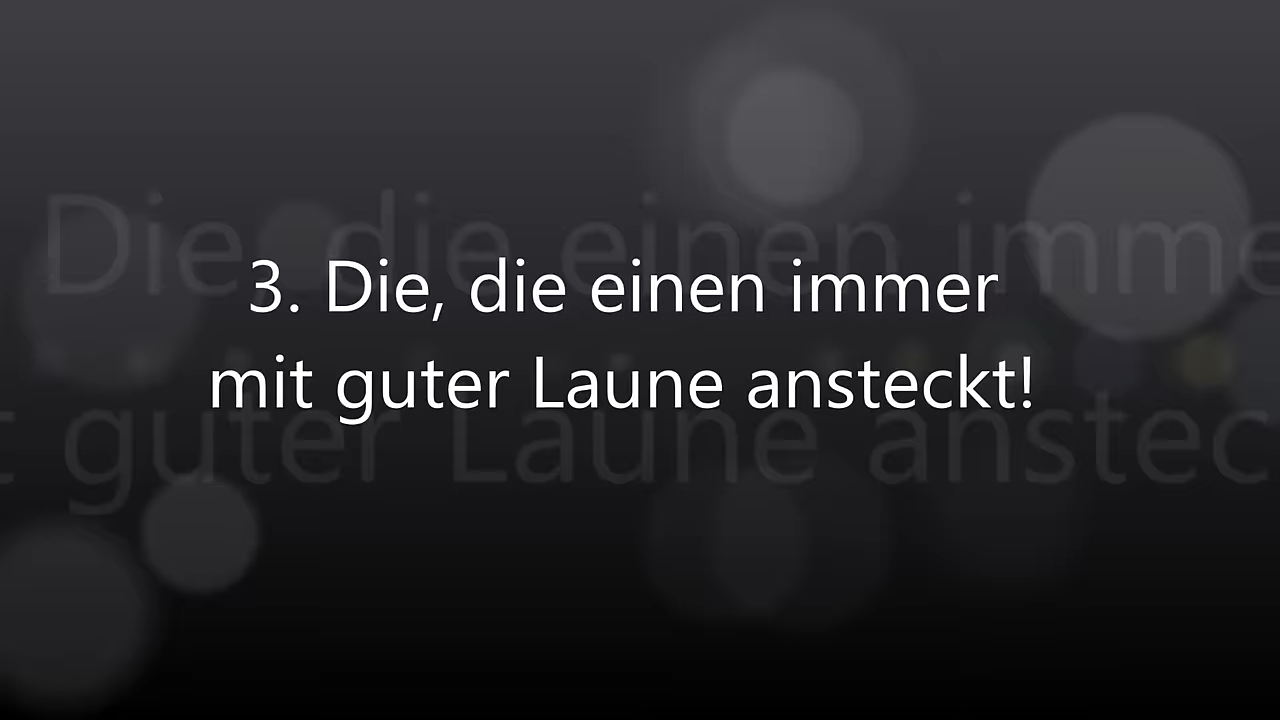 3. Die, die einen immer
mit guter Laune ansteckt!